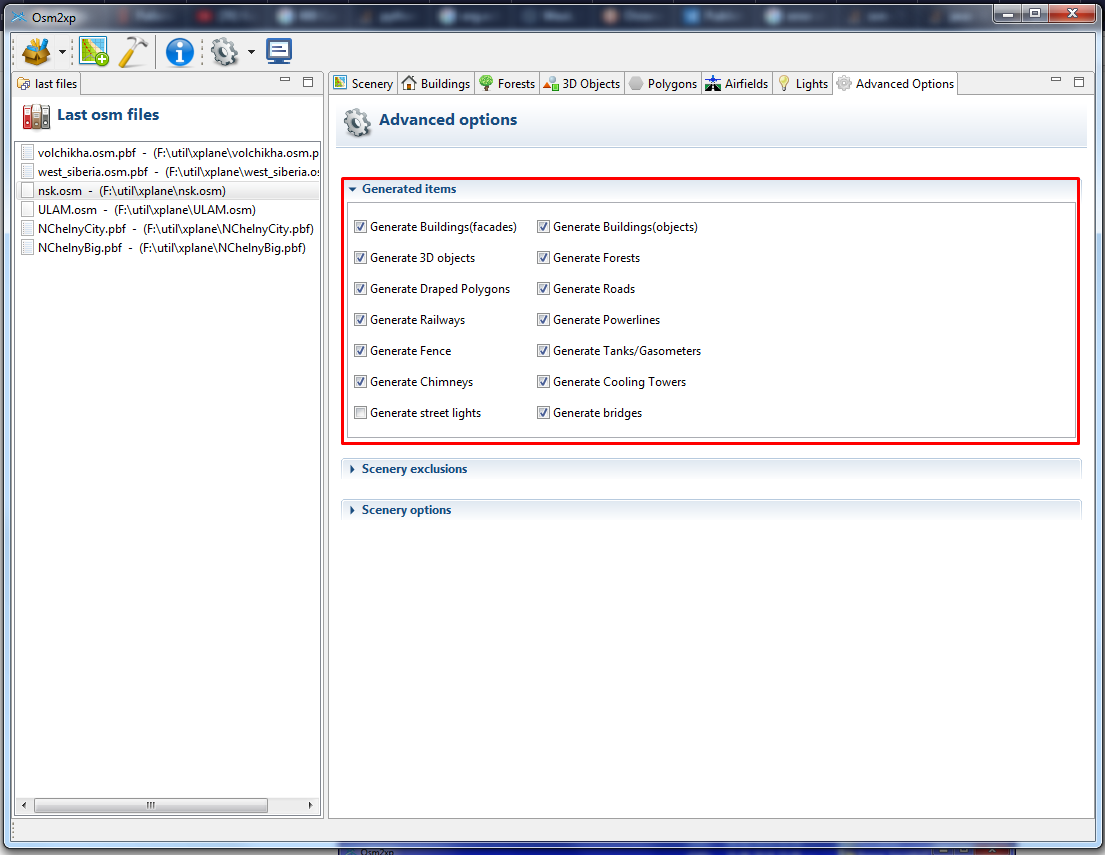 Osm2xp
last files
Last osm files
volchikha.osm.pbf - (F:\util\xplane\volchikha.osm.p
west_siberia.osm.pbf - (F:\util\xplane\west_siberia.os
nsk.osm - (F:\util\xplane\nsk.osm)
ULAM.osm - (F:\util\xplane\ULAM.osm)
NChelnyCity.pbf - (F:\util\xplane\NChelnyCity.pbf)
NChelnyBig.pbf - (F:\util\xplane\NChelnyBig.pbf)
Scenery Buildings Forests 3D Objects Polygons Airfields Lights Advanced Options
Advanced options
Generated items
Generate Buildings(facades) Generate Buildings(objects)
Generate 3D objects Generate Forests
Generate Draped Polygons Generate Roads
Generate Railways Generate Powerlines
Generate Fence Generate Tanks/Gasometers
Generate Chimneys Generate Cooling Towers
Generate street lights Generate bridges
Scenery exclusions
Scenery options
Osm2xp